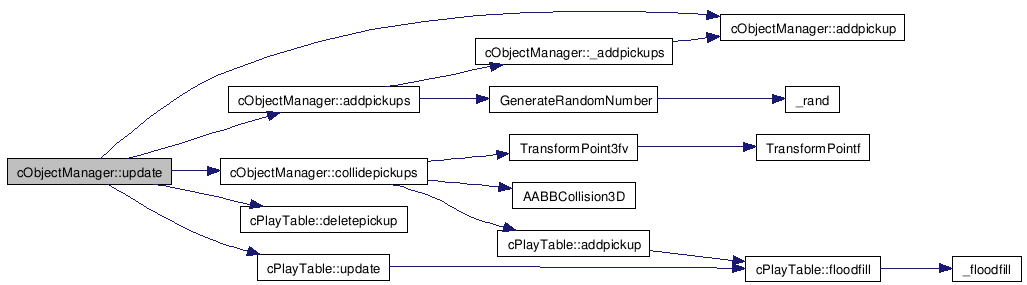 cObjectManager::update
cObjectManager::addpickup
cObjectManager::_addpickups
cObjectManager::addpickups
GenerateRandomNumber
_rand
cObjectManager::collidepickups
TransformPoint3fv
TransformPointf
AABBCollision3D
cPlayTable::deletepickup
cPlayTable::addpickup
cPlayTable::update
cPlayTable::floodfill
_floodfill